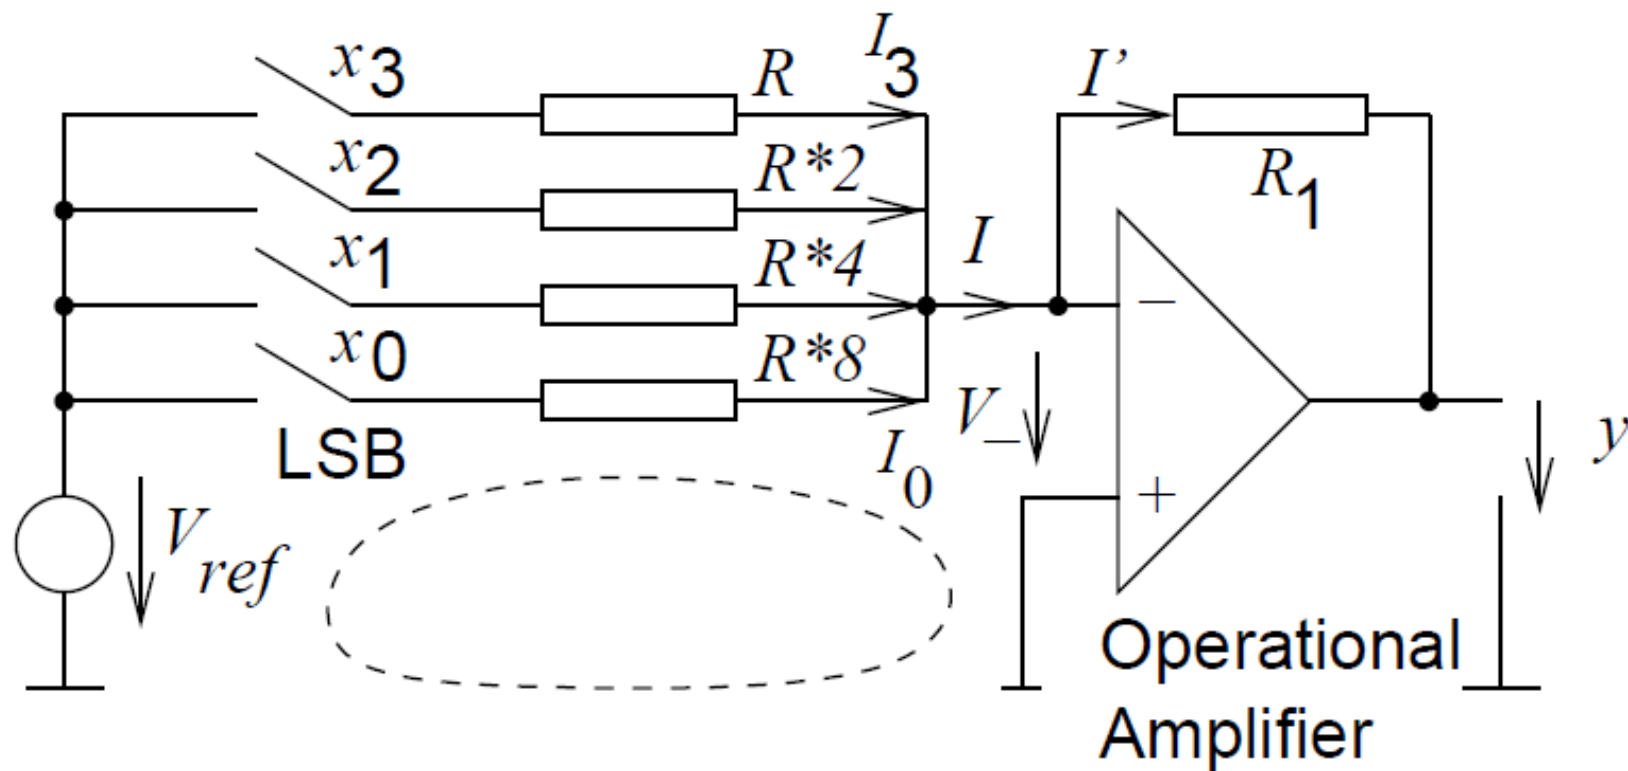 x3 R I3 I’
x2 R*2 R1
x1 R*4 I
x0 R*8 V_ − y
LSB I0
Vref +
Operational
Amplifier